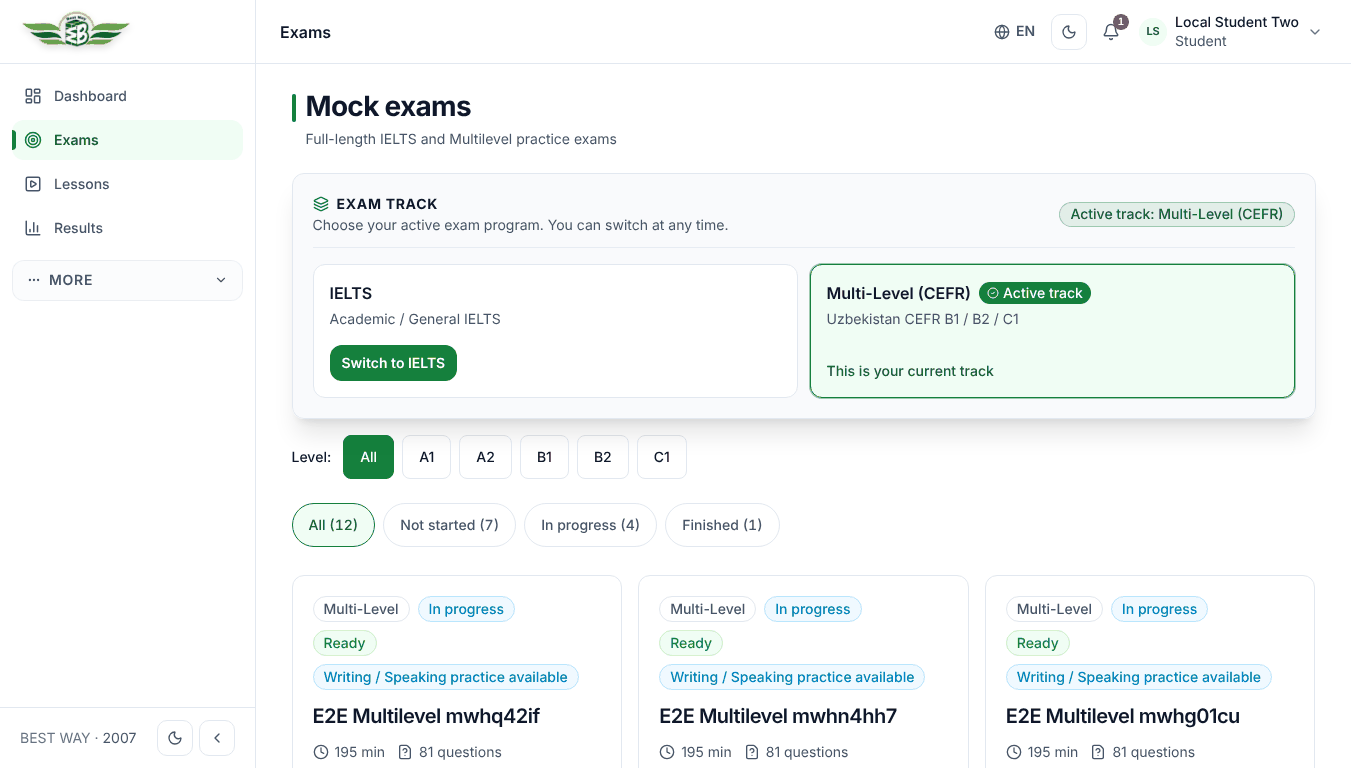 Exams
EN
1
LS
Local Student Two
Student
Dashboard
Exams
Lessons
Results
MORE
BEST WAY · 2007
Mock exams
Full-length IELTS and Multilevel practice exams
EXAM TRACK
Choose your active exam program. You can switch at any time.
Active track: Multi-Level (CEFR)
IELTS
Academic / General IELTS
Switch to IELTS
Multi-Level (CEFR)
Active track
Uzbekistan CEFR B1 / B2 / C1
This is your current track
Level:
All
A1
A2
B1
B2
C1
All (12)
Not started (7)
In progress (4)
Finished (1)
Multi-Level
In progress
Ready
Writing / Speaking practice available
E2E Multilevel mwhq42if
195 min
81 questions
Multi-Level
In progress
Ready
Writing / Speaking practice available
E2E Multilevel mwhn4hh7
195 min
81 questions
Multi-Level
In progress
Ready
Writing / Speaking practice available
E2E Multilevel mwhg01cu
195 min
81 questions